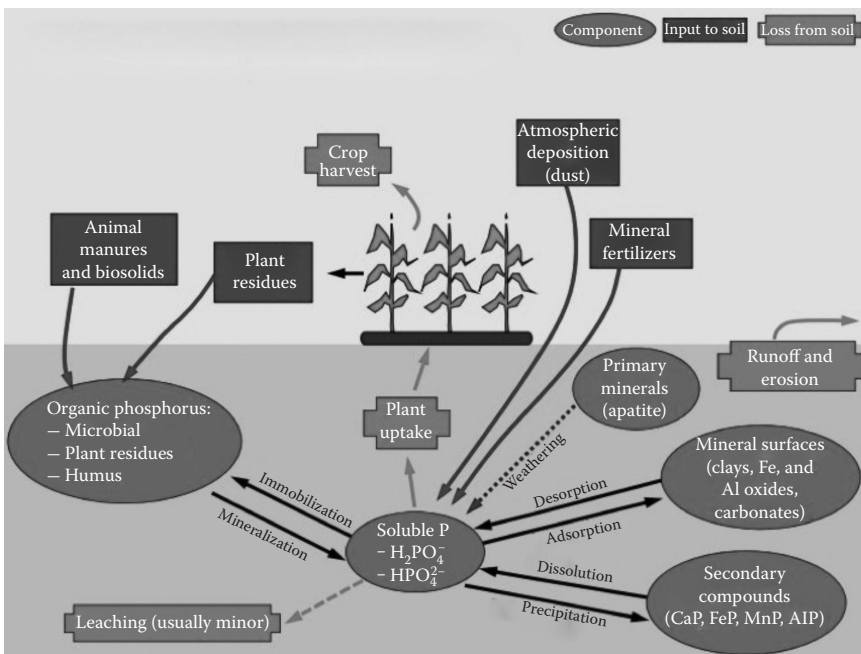 Component
Input to soil
Loss from soil
Atmospheric
deposition
(dust)
Crop
harvest
Animal
manures
and biosolids
Plant
residues
Mineral
fertilizers
Runoff and
erosion
Primary
minerals
(apatite)
Organic phosphorus:
– Microbial
– Plant residues
– Humus
Plant
uptake
Weathering
Mineral surfaces
(clays, Fe, and
Al oxides,
carbonates)
Desorption
Adsorption
Immobilization
Mineralization
Soluble P
– H₂PO₄⁻
– HPO₄²⁻
Dissolution
Precipitation
Secondary
compounds
(CaP, FeP, MnP, AIP)
Leaching (usually minor)